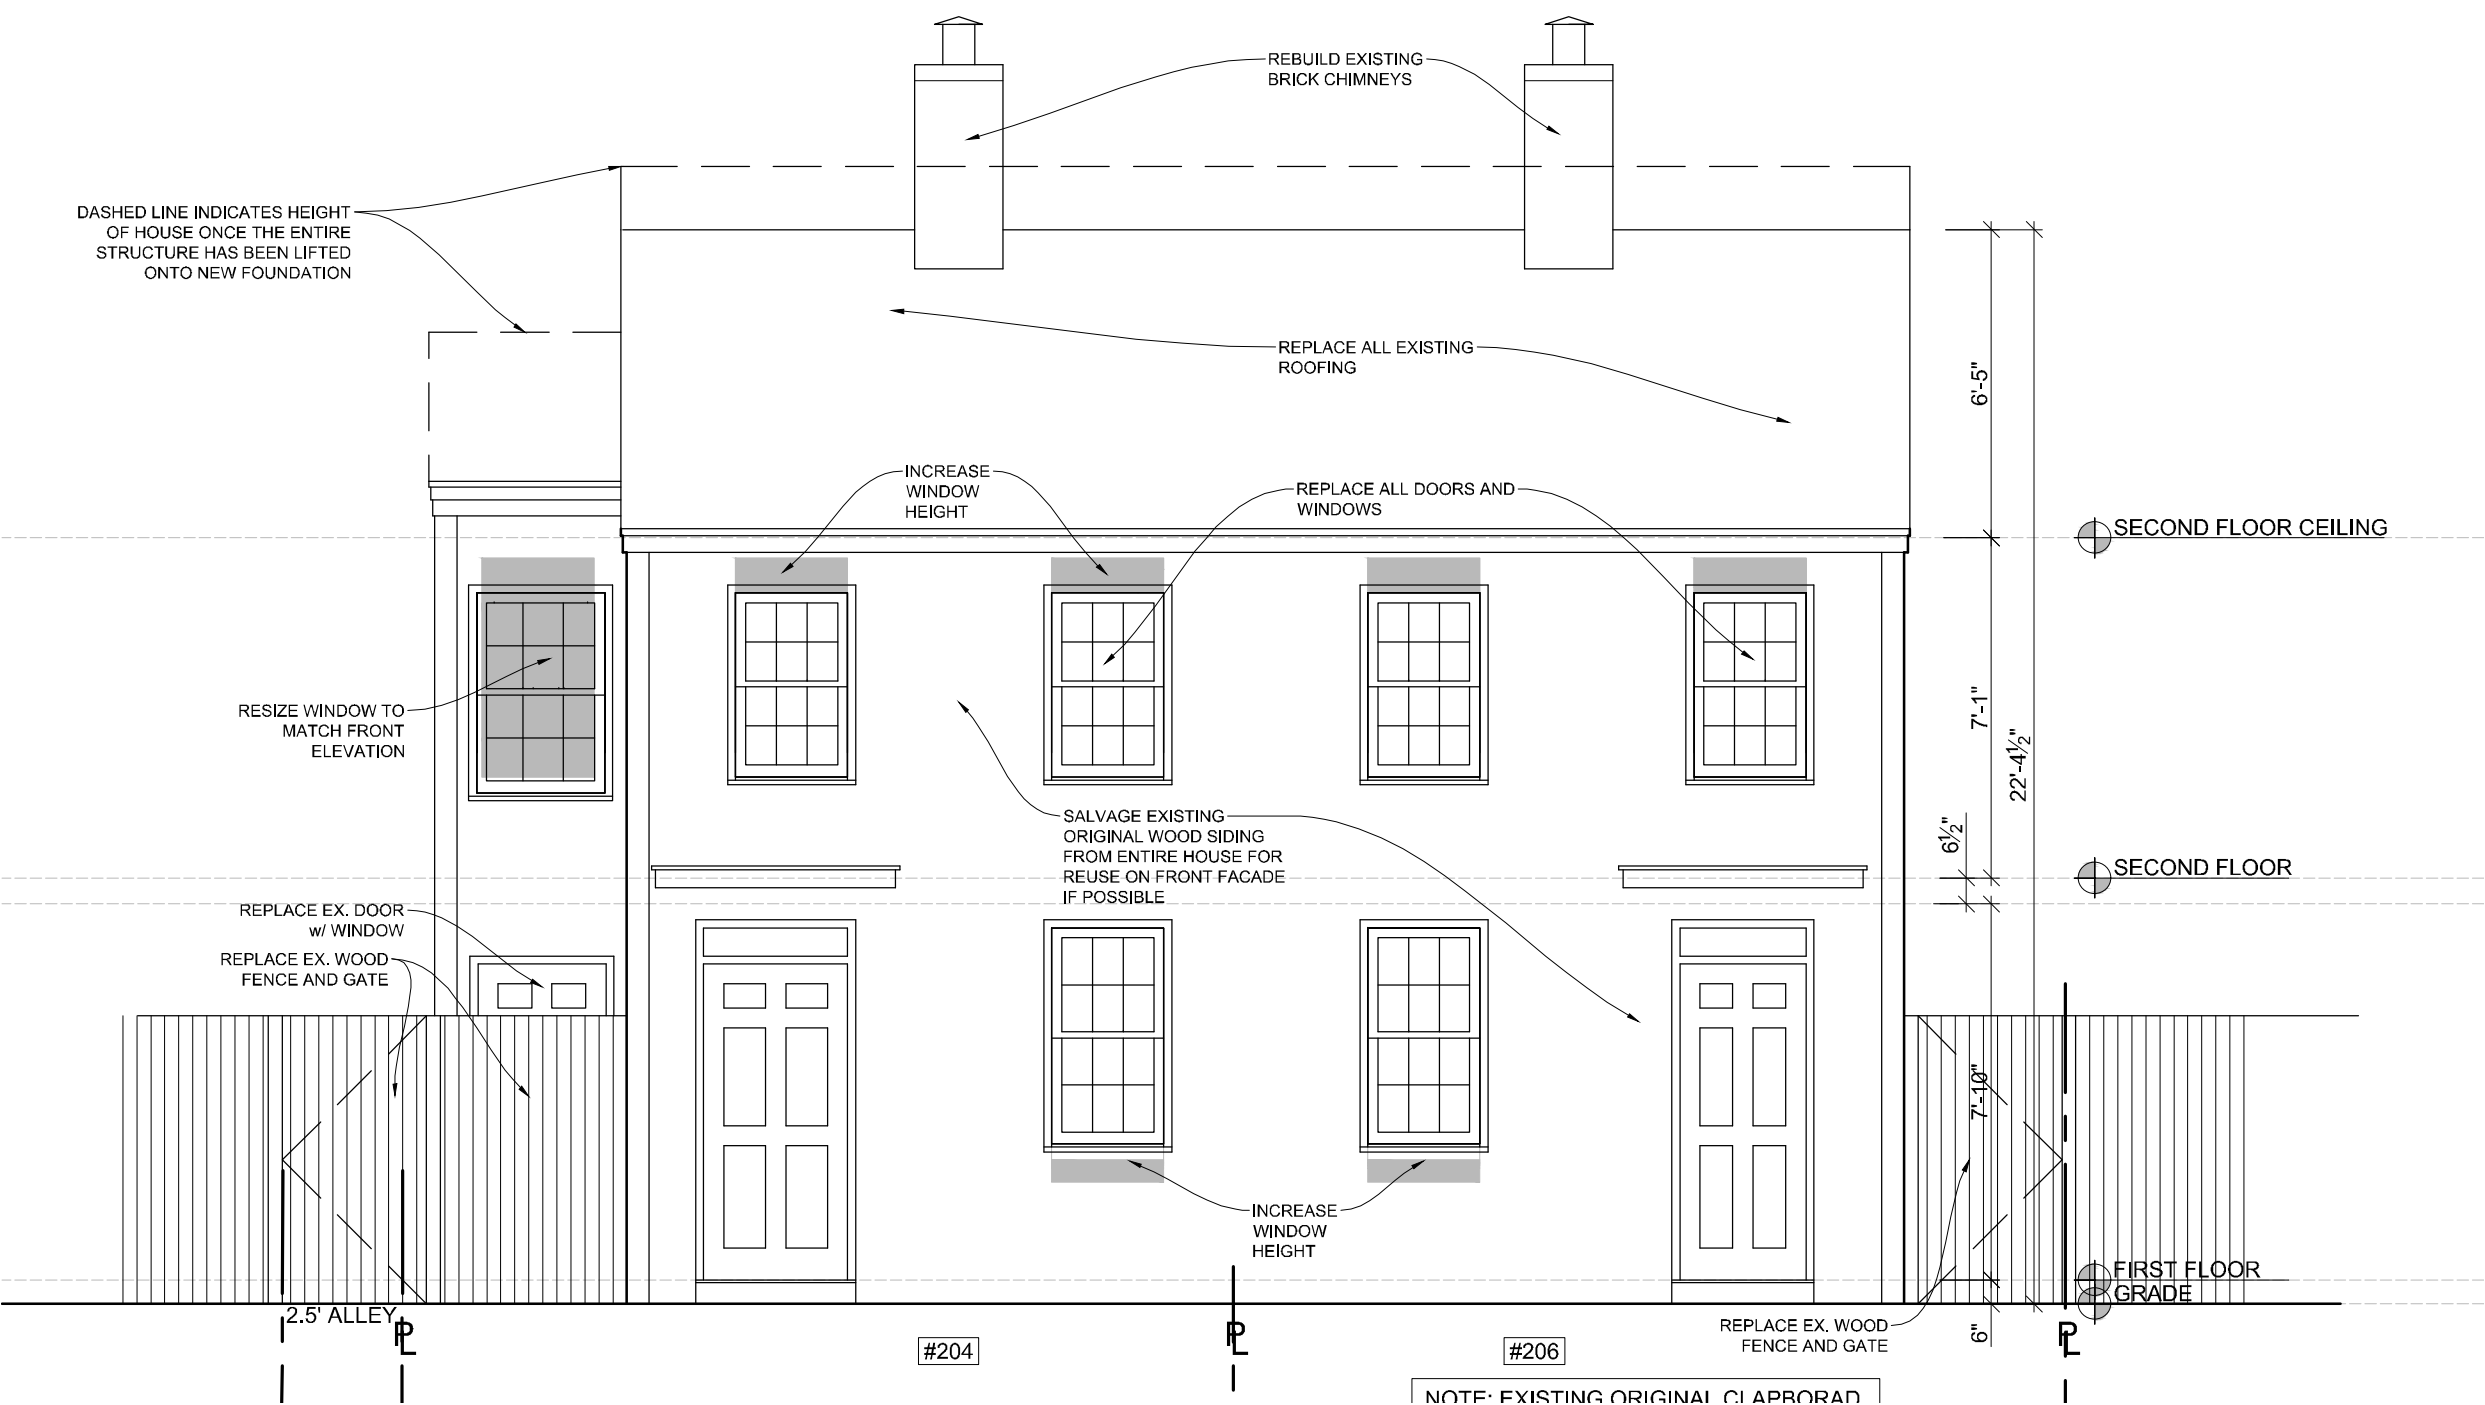 REBUILD EXISTING
BRICK CHIMNEYS
DASHED LINE INDICATES HEIGHT
OF HOUSE ONCE THE ENTIRE
STRUCTURE HAS BEEN LIFTED
ONTO NEW FOUNDATION
REPLACE ALL EXISTING
ROOFING
6'-5"
INCREASE
WINDOW
HEIGHT
REPLACE ALL DOORS AND
WINDOWS
SECOND FLOOR CEILING
RESIZE WINDOW TO
MATCH FRONT
ELEVATION
7'-1"
22'-4½"
SALVAGE EXISTING
ORIGINAL WOOD SIDING
FROM ENTIRE HOUSE FOR
REUSE ON FRONT FACADE
IF POSSIBLE
6½"
SECOND FLOOR
REPLACE EX. DOOR
w/ WINDOW
REPLACE EX. WOOD
FENCE AND GATE
7'-10"
INCREASE
WINDOW
HEIGHT
FIRST FLOOR
GRADE
2.5' ALLEY
PL
#204
PL
#206
REPLACE EX. WOOD
FENCE AND GATE
6"
PL
NOTE: EXISTING ORIGINAL CLAPBORAD